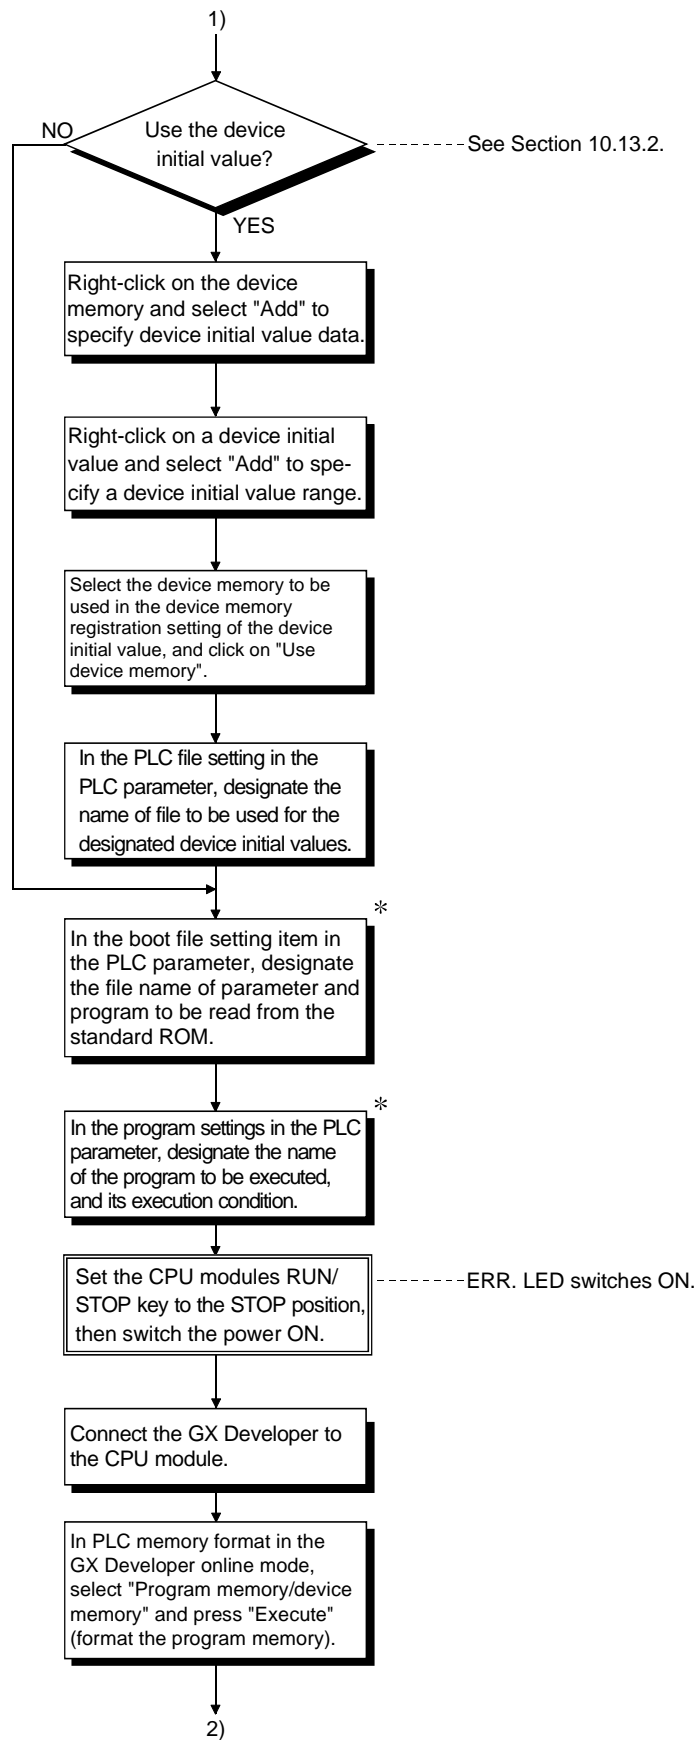 1)
NO
Use the device
initial value?
See Section 10.13.2.
YES
Right-click on the device
memory and select "Add" to
specify device initial value data.
Right-click on a device initial
value and select "Add" to spe-
cify a device initial value range.
Select the device memory to be
used in the device memory
registration setting of the device
initial value, and click on "Use
device memory".
In the PLC file setting in the
PLC parameter, designate the
name of file to be used for the
designated device initial values.
*
In the boot file setting item in
the PLC parameter, designate
the file name of parameter and
program to be read from the
standard ROM.
*
In the program settings in the PLC
parameter, designate the name
of the program to be executed,
and its execution condition.
Set the CPU modules RUN/
STOP key to the STOP position,
then switch the power ON.
ERR. LED switches ON.
Connect the GX Developer to
the CPU module.
In PLC memory format in the
GX Developer online mode,
select "Program memory/device
memory" and press "Execute"
(format the program memory).
2)